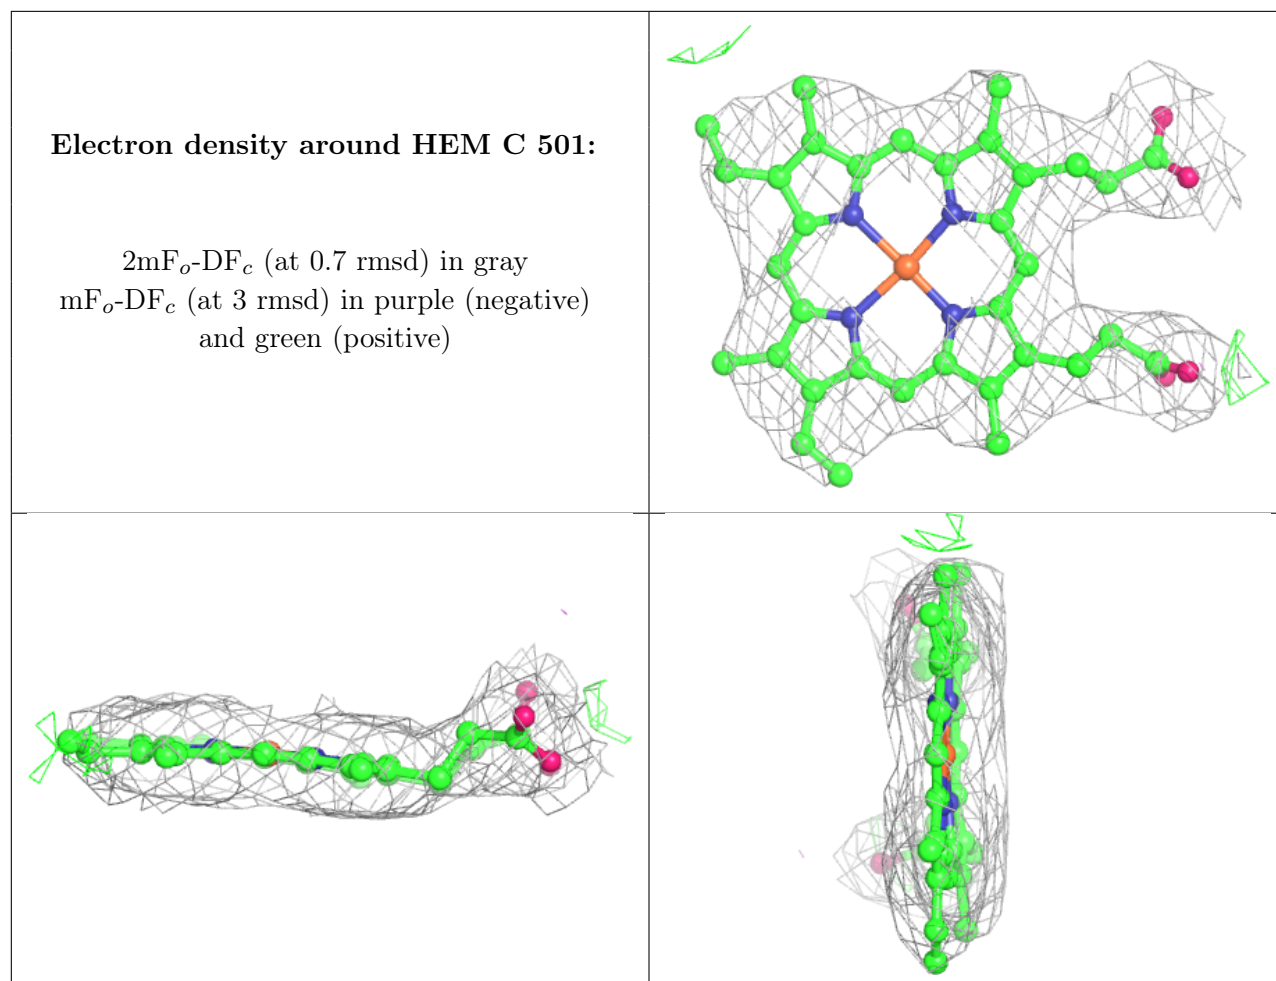 Electron density around HEM C 501:
2mFo-DFc (at 0.7 rmsd) in gray
mFo-DFc (at 3 rmsd) in purple (negative)
and green (positive)